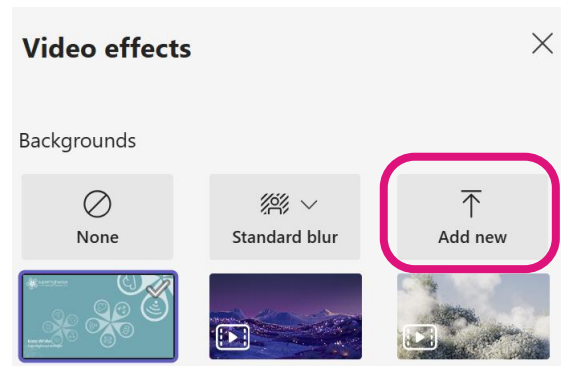 Video effects
Backgrounds
None
Standard blur
Add new